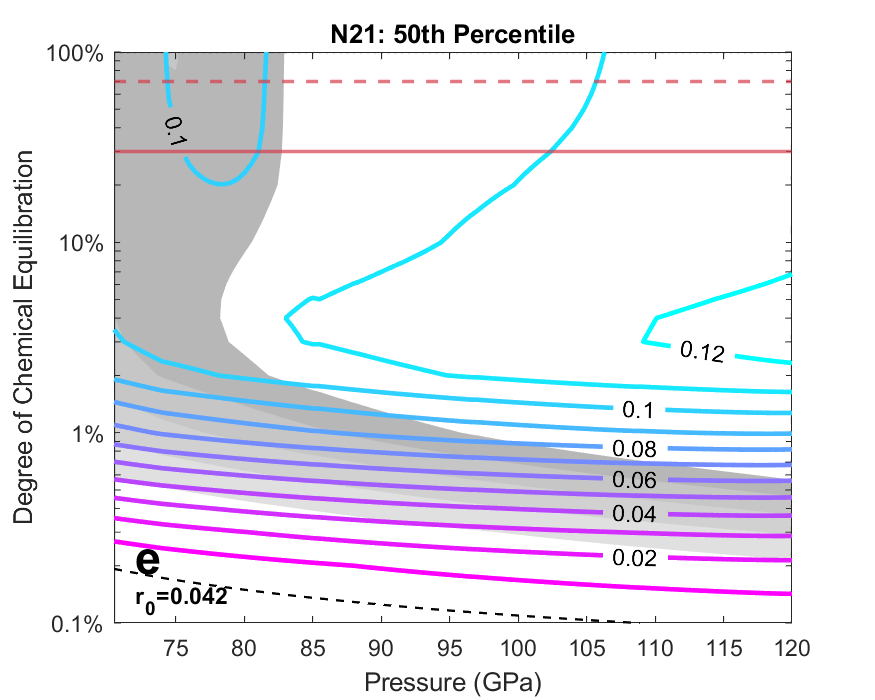 N21: 50th Percentile
100%
10%
1%
0.1%
Degree of Chemical Equilibration
0.1
0.12
0.1
0.08
0.06
0.04
0.02
e
r0=0.042
75 80 85 90 95 100 105 110 115 120
Pressure (GPa)